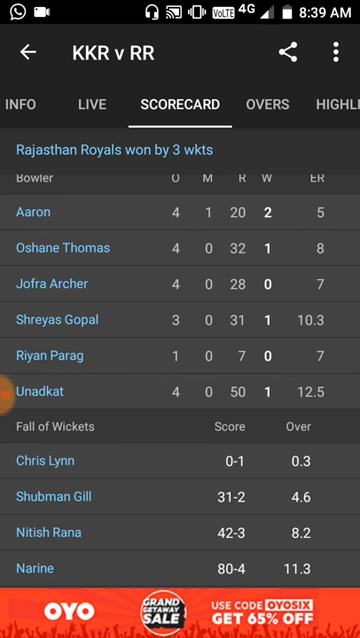 VoLTE 4G 8:39 AM
KKR v RR
INFO LIVE SCORECARD OVERS HIGHLI
Rajasthan Royals won by 3 wkts
Bowler O M R W ER
Aaron 4 1 20 2 5
Oshane Thomas 4 0 32 1 8
Jofra Archer 4 0 28 0 7
Shreyas Gopal 3 0 31 1 10.3
Riyan Parag 1 0 7 0 7
Unadkat 4 0 50 1 12.5
Fall of Wickets Score Over
Chris Lynn 0-1 0.3
Shubman Gill 31-2 4.6
Nitish Rana 42-3 8.2
Narine 80-4 11.3
OYO GRAND GETAWAY SALE USE CODE OYOSIX
GET 65% OFF